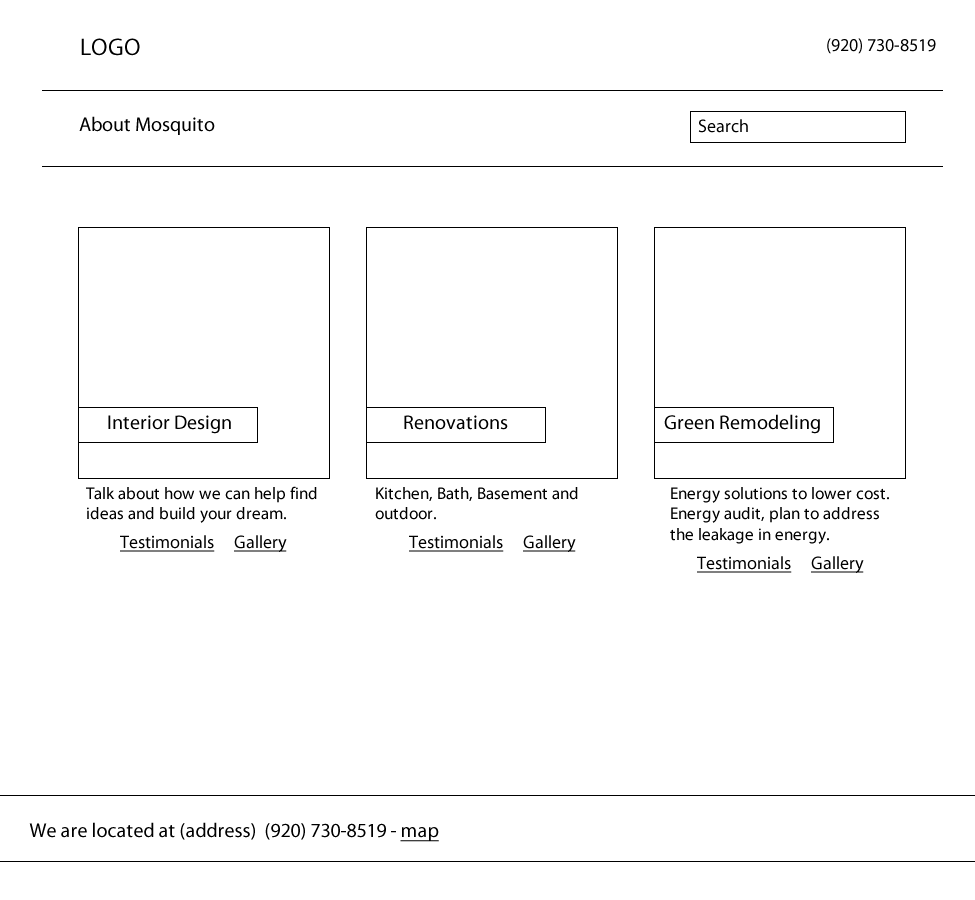 LOGO
(920) 730-8519
About Mosquito
Search
Interior Design
Talk about how we can help find
ideas and build your dream.
Testimonials Gallery
Renovations
Kitchen, Bath, Basement and
outdoor.
Testimonials Gallery
Green Remodeling
Energy solutions to lower cost.
Energy audit, plan to address
the leakage in energy.
Testimonials Gallery
We are located at (address) (920) 730-8519 - map